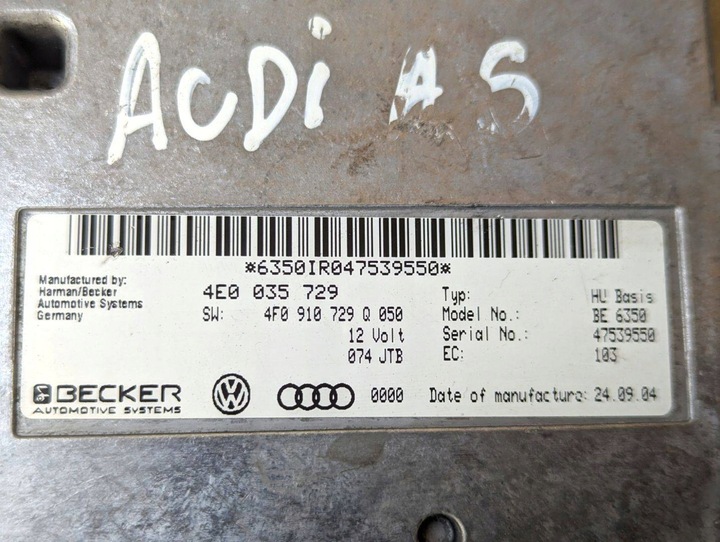 AUDI A5
*6350IR047539550*
Manufactured by:
Harman/Becker
Automotive Systems
Germany
4E0 035 729
SW: 4F0 910 729 Q 050
12 Volt
074 JTB
Typ: HU Basis
Model No.: BE 6350
Serial No.: 47539550
EC: 103
BECKER
AUTOMOTIVE SYSTEMS
0000
Date of manufacture: 24.09.04